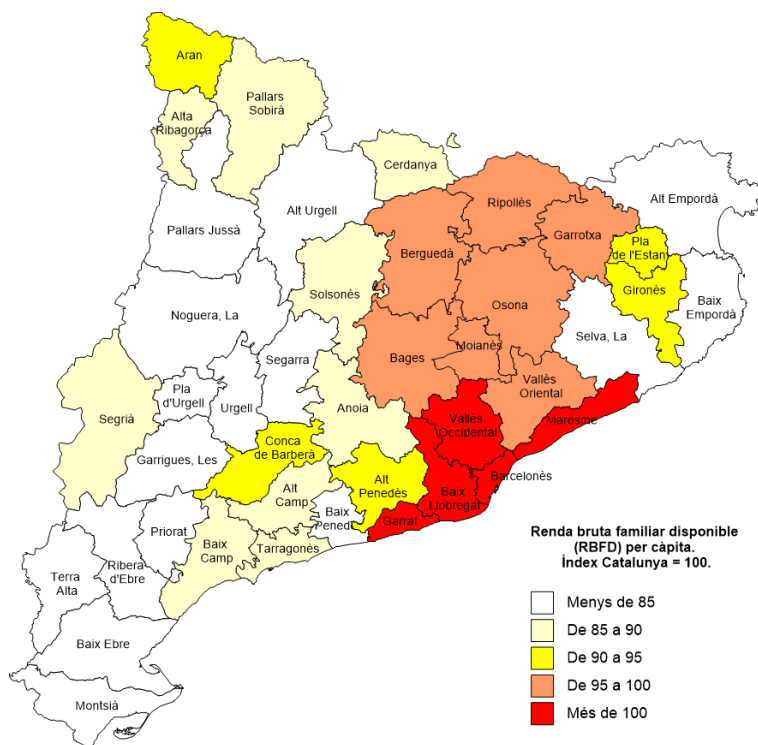 Aran
Pallars
Sobirà
Alta
Ribagorça
Cerdanya
Ripollès
Alt Empordà
Alt Urgell
Pallars Jussà
Garrotxa
Berguedà
Pla
de l'Estan
Gironès
Solsonès
Osona
Baix
Empordà
Noguera, La
Selva, La
Moianès
Segarra
Bages
Vallès
Oriental
Pla
d'Urgell
Urgell
Anoia
Segrià
Vallès
Occidental
Maresme
Conca
de Barberà
Garrigues, Les
Barcelonès
Alt
Penedès
Alt
Camp
Baix
Llobregat
Baix
Penedè
Garraf
Priorat
Baix
Camp
Tarragonès
Ribera
d'Ebre
Terra
Alta
Baix Ebre
Montsià
Renda bruta familiar disponible
(RBFD) per càpita.
Índex Catalunya = 100.
Menys de 85
De 85 a 90
De 90 a 95
De 95 a 100
Més de 100